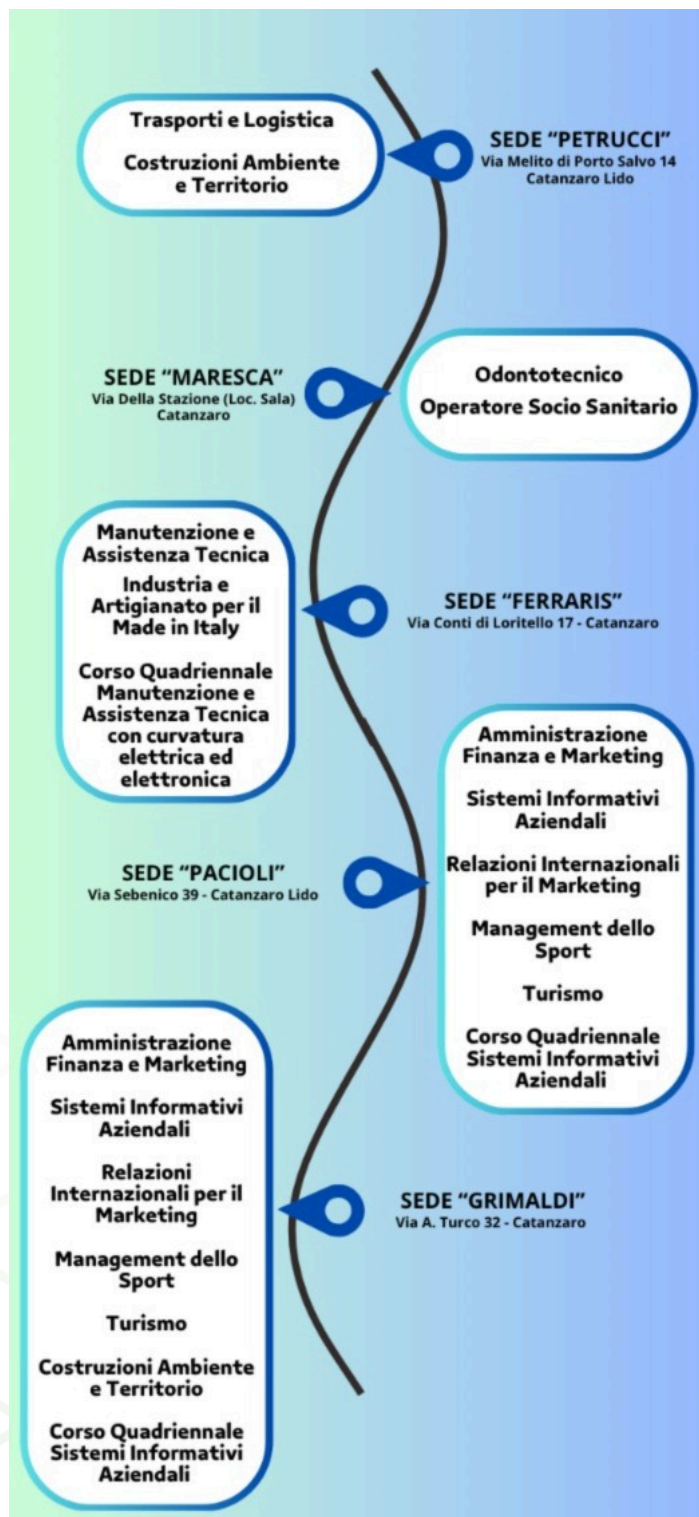 Trasporti e Logistica
Costruzioni Ambiente
e Territorio
SEDE “PETRUCCI”
Via Melito di Porto Salvo 14
Catanzaro Lido
SEDE “MARESCA”
Via Della Stazione (Loc. Sala)
Catanzaro
Odontotecnico
Operatore Socio Sanitario
Manutenzione e
Assistenza Tecnica
Industria e
Artigianato per il
Made in Italy
Corso Quadriennale
Manutenzione e
Assistenza Tecnica
con curvatura
elettrica ed
elettronica
SEDE “FERRARIS”
Via Conti di Loritello 17 - Catanzaro
SEDE “PACIOLI”
Via Sebenico 39 - Catanzaro Lido
Amministrazione
Finanza e Marketing
Sistemi Informativi
Aziendali
Relazioni Internazionali
per il Marketing
Management dello
Sport
Turismo
Corso Quadriennale
Sistemi Informativi
Aziendali
Amministrazione
Finanza e Marketing
Sistemi Informativi
Aziendali
Relazioni
Internazionali per il
Marketing
Management dello
Sport
Turismo
Costruzioni Ambiente
e Territorio
Corso Quadriennale
Sistemi Informativi
Aziendali
SEDE “GRIMALDI”
Via A. Turco 32 - Catanzaro